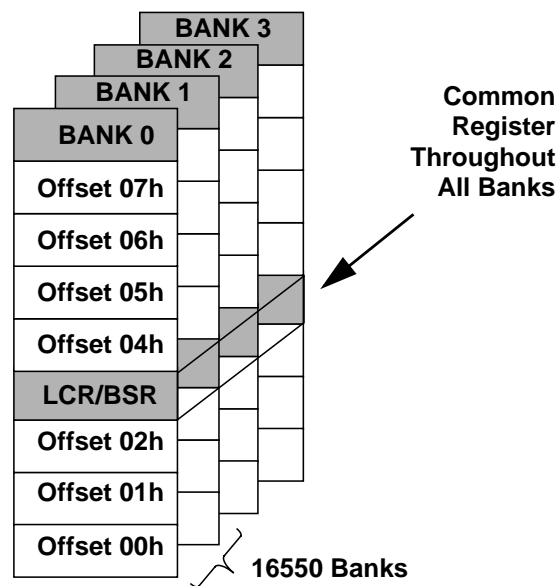 BANK 3
BANK 2
BANK 1
BANK 0
Common
Register
Throughout
All Banks
Offset 07h
Offset 06h
Offset 05h
Offset 04h
LCR/BSR
Offset 02h
Offset 01h
Offset 00h
16550 Banks